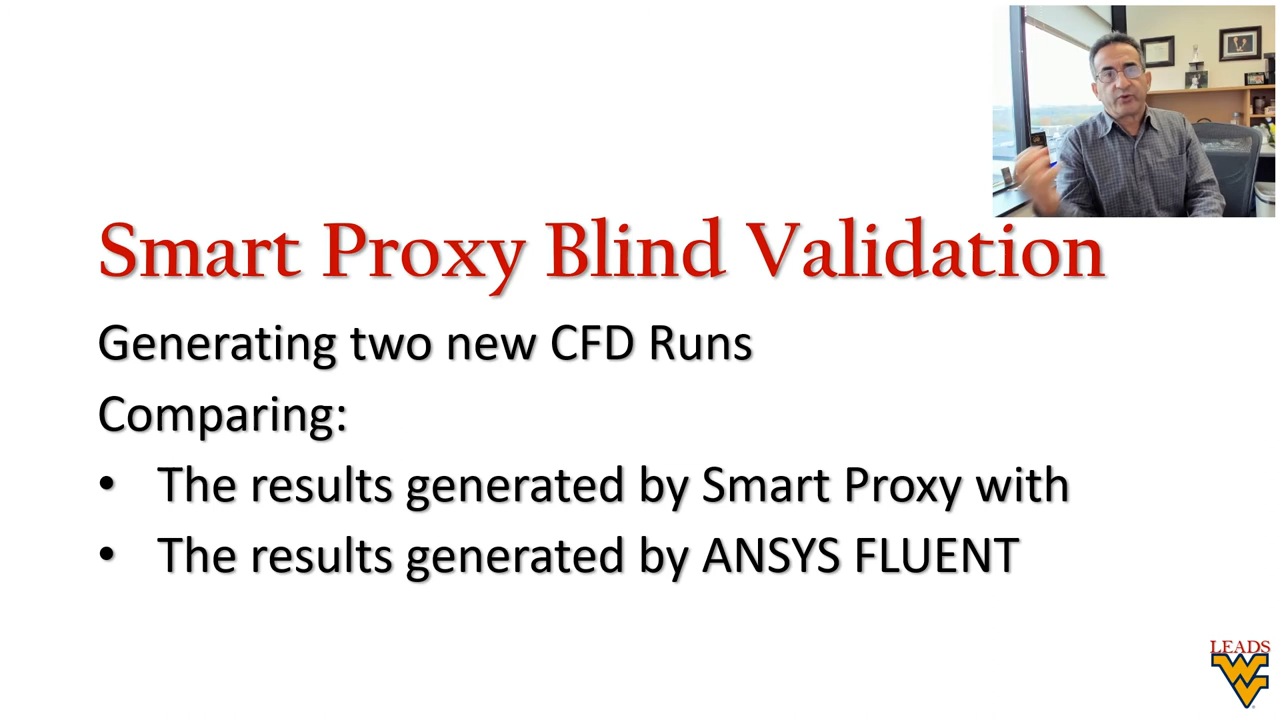 Smart Proxy Blind Validation
Generating two new CFD Runs
Comparing:
• The results generated by Smart Proxy with
• The results generated by ANSYS FLUENT
LEADS
WV